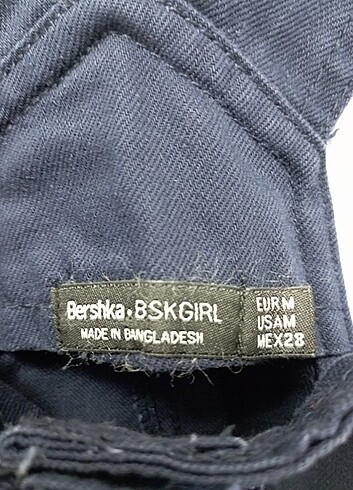 Bershka.BSKGIRL
MADE IN BANGLADESH
EUR M
USA M
MEX 28